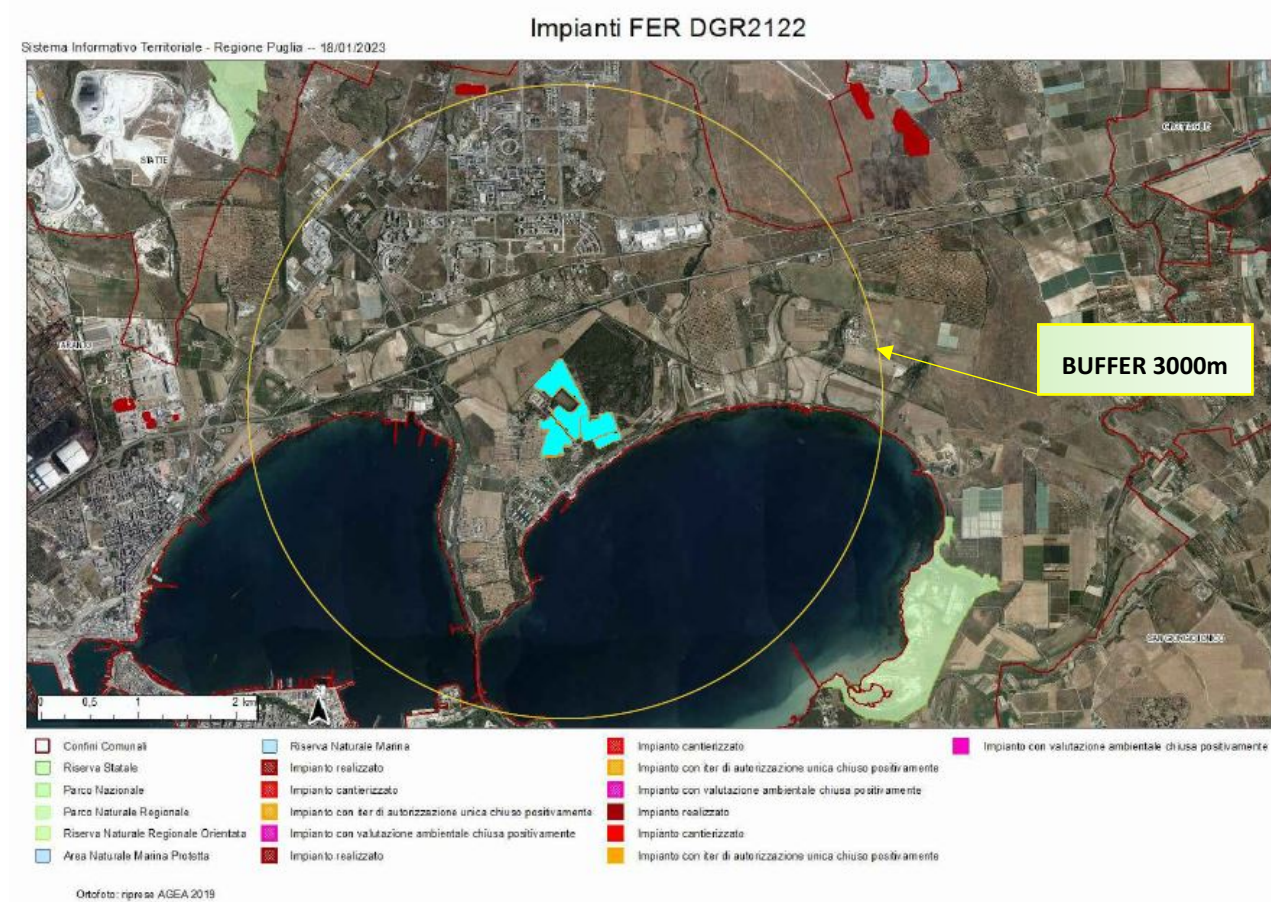 Impianti FER DGR2122
Sistema Informativo Territoriale - Regione Puglia -- 18/01/2023
STATTE
TARANTO
BUFFER 3000m
SAN GIORGIO IONICO
0 0,5 1 2 km
Confini Comunali
Riserva Statale
Parco Nazionale
Parco Naturale Regionale
Riserva Naturale Regionale Orientata
Area Naturale Marina Protetta
Riserva Naturale Marina
Impianto realizzato
Impianto cantierizzato
Impianto con iter di autorizzazione unica chiuso positivamente
Impianto con valutazione ambientale chiusa positivamente
Impianto realizzato
Impianto cantierizzato
Impianto con iter di autorizzazione unica chiuso positivamente
Impianto con valutazione ambientale chiusa positivamente
Impianto realizzato
Impianto cantierizzato
Impianto con iter di autorizzazione unica chiuso positivamente
Impianto con valutazione ambientale chiusa positivamente
Ortofoto: riprese AGEA 2019